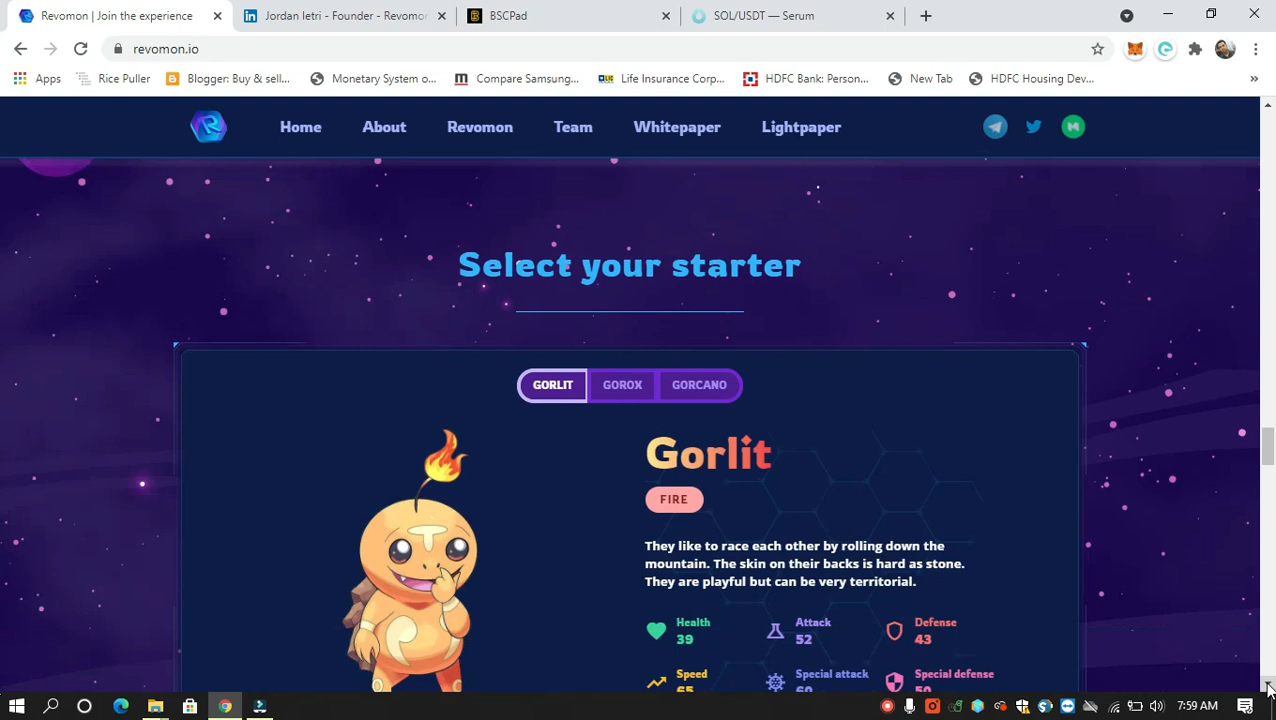 Revomon | Join the experience
Jordan Ietri - Founder - Revomon
BSCPad
SOL/USDT — Serum
revomon.io
Apps
Rice Puller
Blogger: Buy & sell...
Monetary System o...
Compare Samsung...
Life Insurance Corp...
HDFC Bank: Person...
New Tab
HDFC Housing Dev...
»
Home
About
Revomon
Team
Whitepaper
Lightpaper
Select your starter
GORLIT
GOROX
GORCANO
Gorlit
FIRE
They like to race each other by rolling down the
mountain. The skin on their backs is hard as stone.
They are playful but can be very territorial.
Health
39
Attack
52
Defense
43
Speed
65
Special attack
60
Special defense
50
7:59 AM